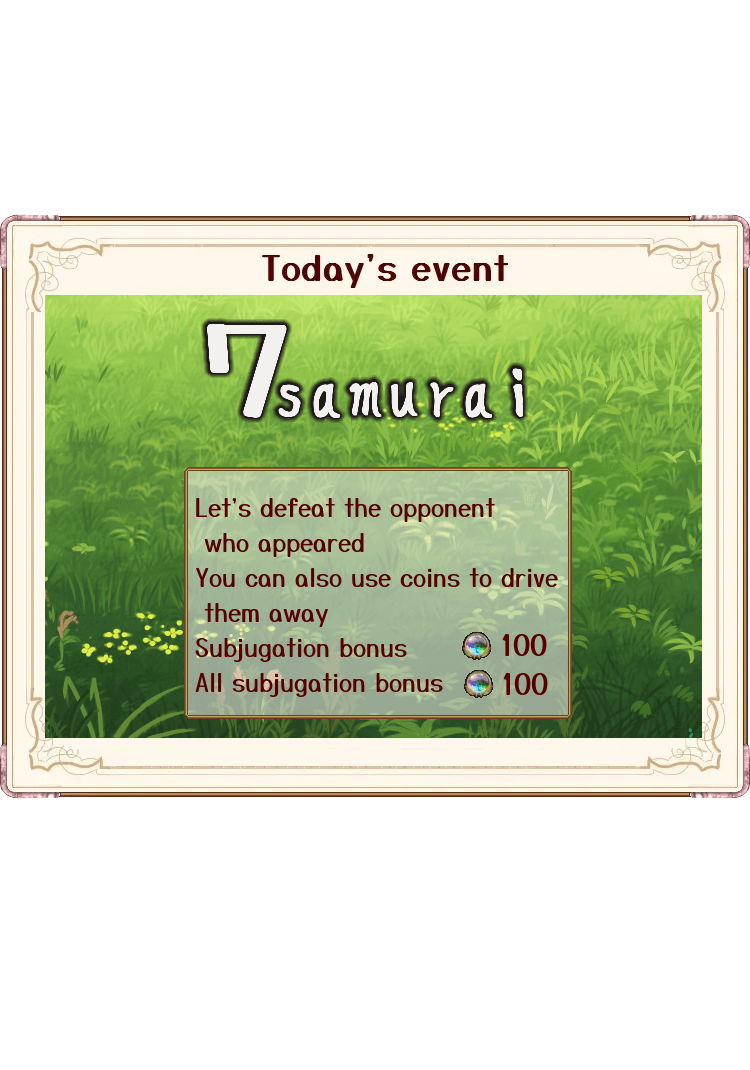 Today's event
7samurai
Let's defeat the opponent
who appeared
You can also use coins to drive
them away
Subjugation bonus 100
All subjugation bonus 100